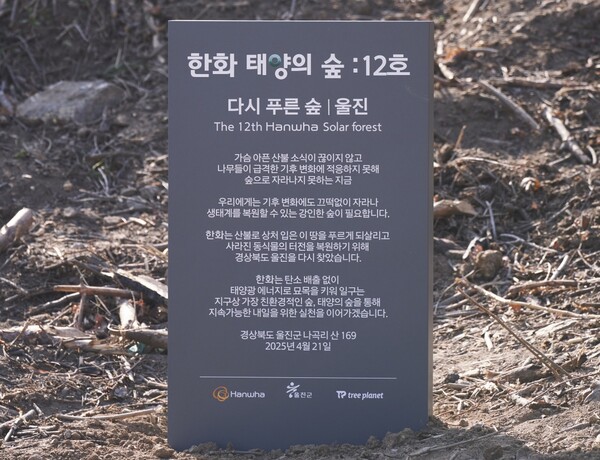 한화 태양의 숲 : 12호
다시 푸른 숲 | 울진
The 12th Hanwha Solar forest
가슴 아픈 산불 소식이 끊이지 않고
나무들이 급격한 기후 변화에 적응하지 못해
숲으로 자라나지 못하는 지금
우리에게는 기후 변화에도 끄떡없이 자라나
생태계를 복원할 수 있는 강인한 숲이 필요합니다.
한화는 산불로 상처 입은 이 땅을 푸르게 되살리고
사라진 동식물의 터전을 복원하기 위해
경상북도 울진을 다시 찾았습니다.
한화는 탄소 배출 없이
태양광 에너지로 묘목을 키워 일구는
지구상 가장 친환경적인 숲, 태양의 숲을 통해
지속가능한 내일을 위한 실천을 이어가겠습니다.
경상북도 울진군 나곡리 산 169
2025년 4월 21일
Hanwha 울진군 TP tree planet